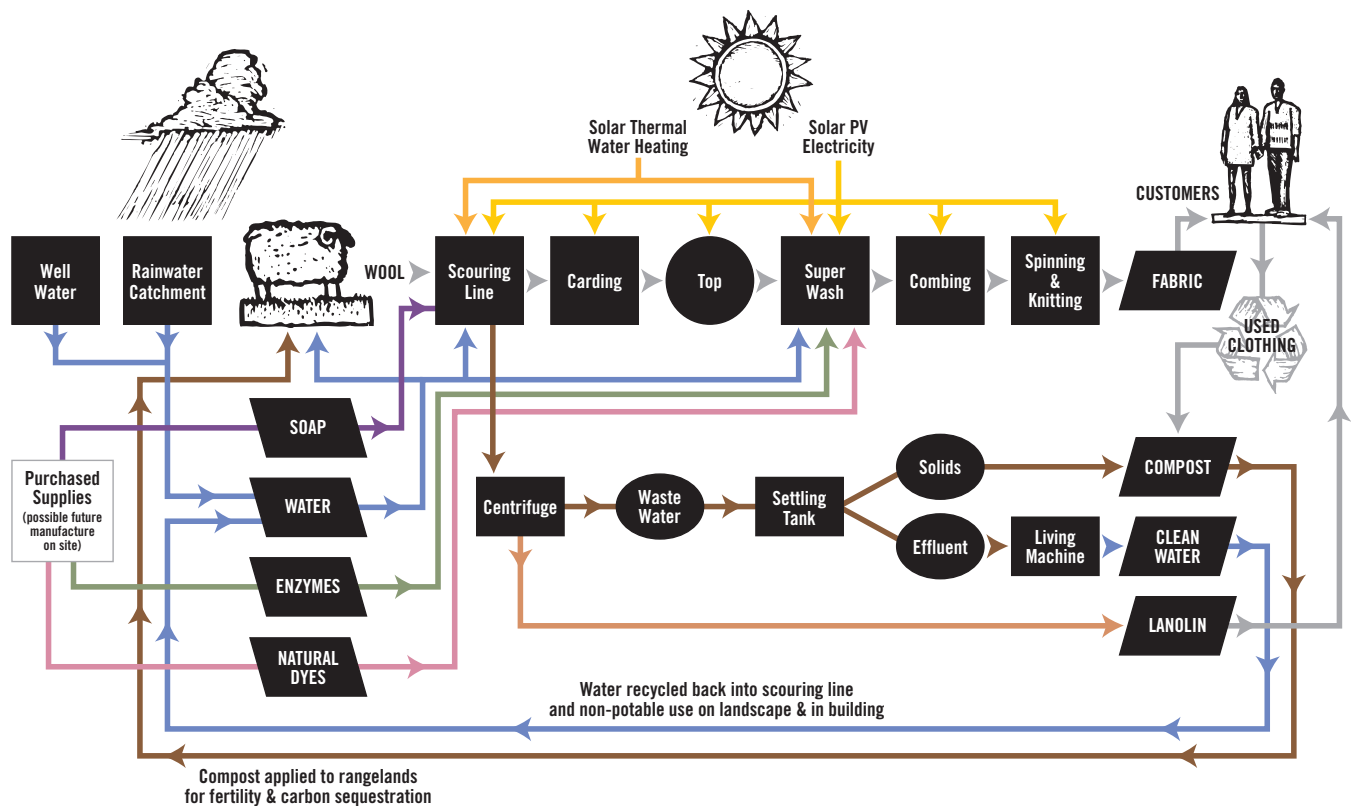 Solar Thermal
Water Heating
Solar PV
Electricity
CUSTOMERS
Well
Water
Rainwater
Catchment
WOOL
Scouring
Line
Carding
Top
Super
Wash
Combing
Spinning
&
Knitting
FABRIC
USED
CLOTHING
SOAP
Purchased
Supplies
(possible future
manufacture
on site)
WATER
ENZYMES
NATURAL
DYES
Centrifuge
Waste
Water
Settling
Tank
Solids
Effluent
Living
Machine
COMPOST
CLEAN
WATER
LANOLIN
Water recycled back into scouring line
and non-potable use on landscape & in building
Compost applied to rangelands
for fertility & carbon sequestration